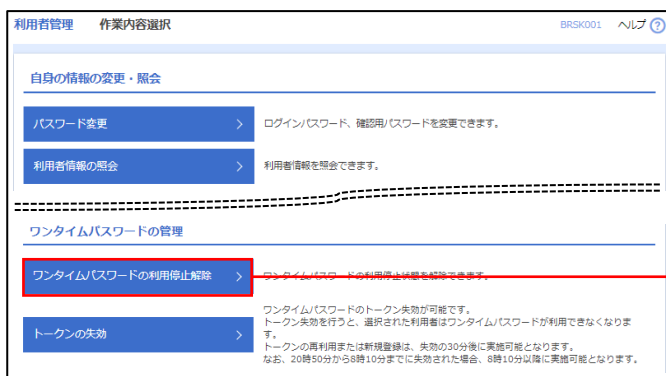 利用者管理 作業内容選択 BRSK001 ヘルプ ?
自身の情報の変更・照会
パスワード変更 > ログインパスワード、確認用パスワードを変更できます。
利用者情報の照会 > 利用者情報を照会できます。
ワンタイムパスワードの管理
ワンタイムパスワードの利用停止解除 > ワンタイムパスワードの利用停止状態を解除できます。
ワンタイムパスワードのトークン失効が可能です。
トークン失効を行うと、選択された利用者はワンタイムパスワードが利用できなくなりま
トークンの失効 > す。
トークンの再利用または新規登録は、失効の30分後に実施可能となります。
なお、20時50分から8時10分までに失効された場合、8時10分以降に実施可能となります。